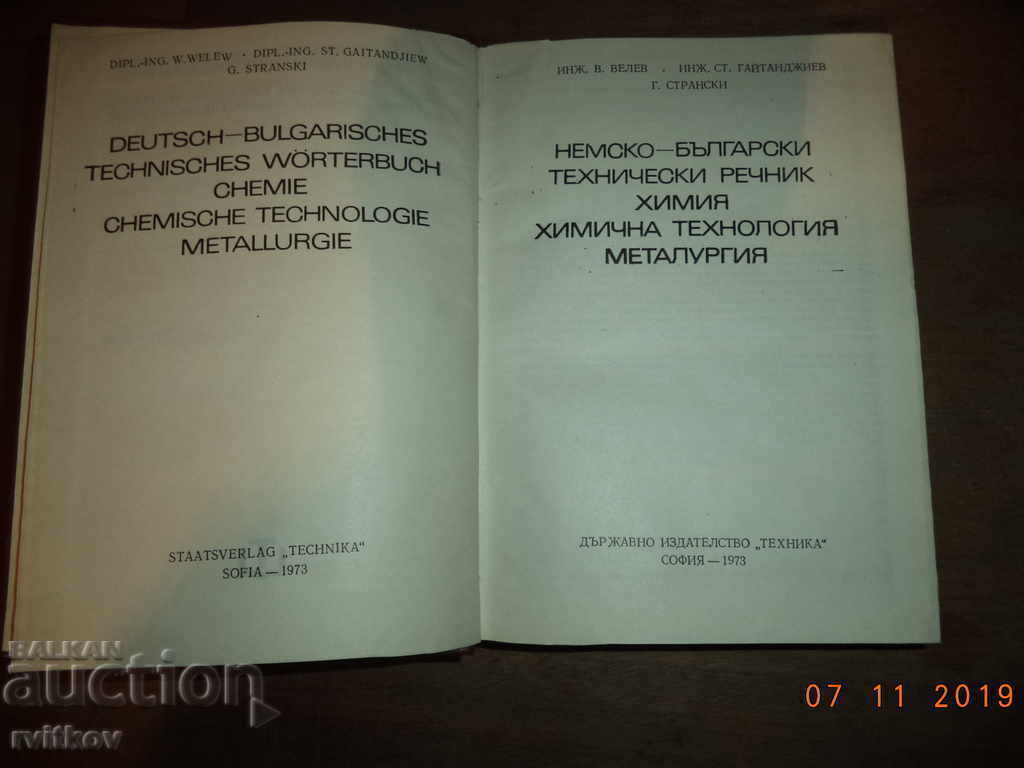 DIPL.-ING. W. WELEW · DIPL.-ING. ST. GAITANDJIEW
G. STRANSKI
DEUTSCH—BULGARISCHES
TECHNISCHES WÖRTERBUCH
CHEMIE
CHEMISCHE TECHNOLOGIE
METALLURGIE
STAATSVERLAG „TECHNIKA“
SOFIA — 1973
ИНЖ. В. ВЕЛЕВ · ИНЖ. СТ. ГАЙТАНДЖИЕВ
Г. СТРАНСКИ
НЕМСКО—БЪЛГАРСКИ
ТЕХНИЧЕСКИ РЕЧНИК
ХИМИЯ
ХИМИЧНА ТЕХНОЛОГИЯ
МЕТАЛУРГИЯ
ДЪРЖАВНО ИЗДАТЕЛСТВО „ТЕХНИКА“
СОФИЯ — 1973
BALKAN
auction
rvitkov
07 11 2019